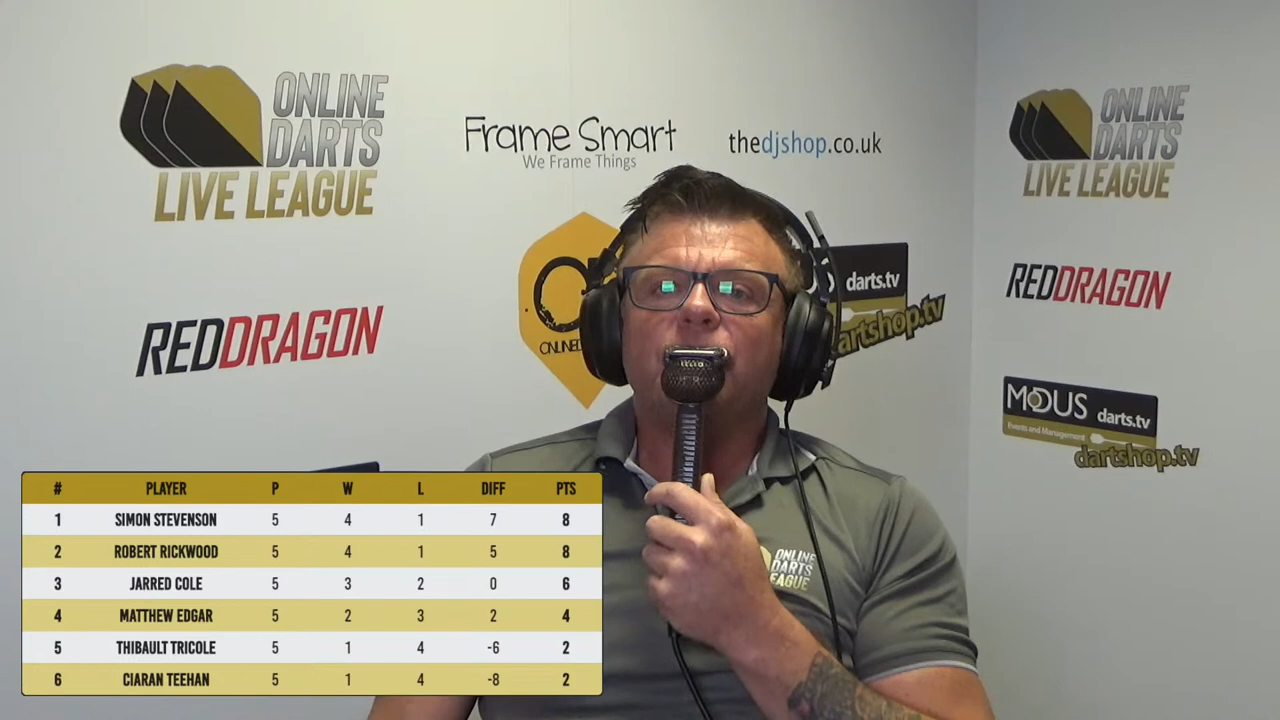 ONLINE
DARTS
LIVE LEAGUE
Frame Smart
We Frame Things
thedjshop.co.uk
ONLINE
DARTS
LIVE LEAGUE
REDDRAGON
darts.tv
dartshop.tv
REDDRAGON
MODUS darts.tv
Events and Management
dartshop.tv
ONLINE
DARTS
LEAGUE
# PLAYER P W L DIFF PTS
1 SIMON STEVENSON 5 4 1 7 8
2 ROBERT RICKWOOD 5 4 1 5 8
3 JARRED COLE 5 3 2 0 6
4 MATTHEW EDGAR 5 2 3 2 4
5 THIBAULT TRICOLE 5 1 4 -6 2
6 CIARAN TEEHAN 5 1 4 -8 2